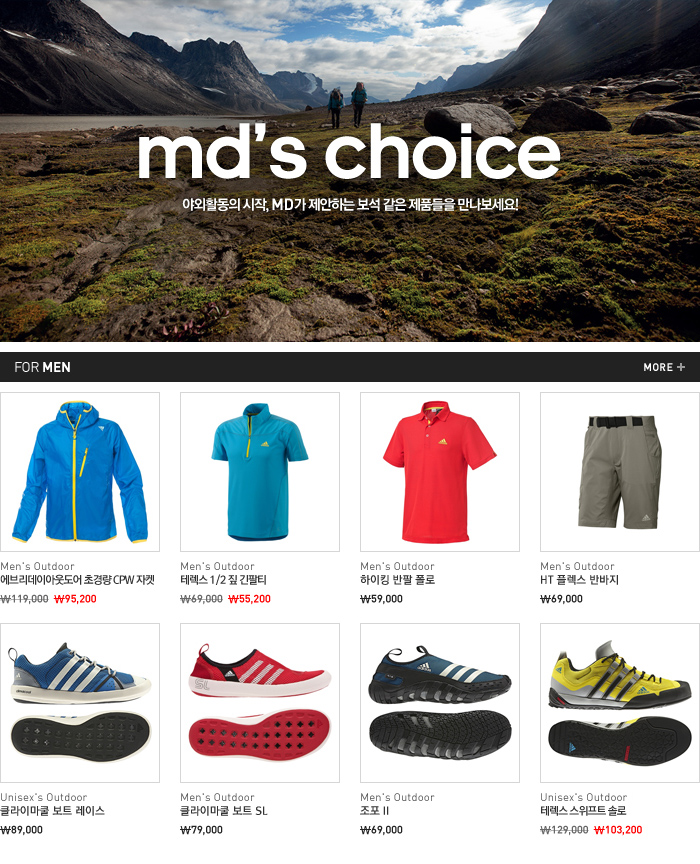 md's choice
야외활동의 시작, MD가 제안하는 보석 같은 제품들을 만나보세요!
FOR MEN
MORE +
Men's Outdoor
에브리데이아웃도어 초경량 CPW 자켓
₩119,000 ₩95,200
Men's Outdoor
테렉스 1/2 짚 긴팔티
₩69,000 ₩55,200
Men's Outdoor
하이킹 반팔 폴로
₩59,000
Men's Outdoor
HT 플렉스 반바지
₩69,000
Unisex's Outdoor
클라이마쿨 보트 레이스
₩89,000
SL
Men's Outdoor
클라이마쿨 보트 SL
₩79,000
adidas
Men's Outdoor
조포 II
₩69,000
Unisex's Outdoor
테렉스 스위프트 솔로
₩129,000 ₩103,200